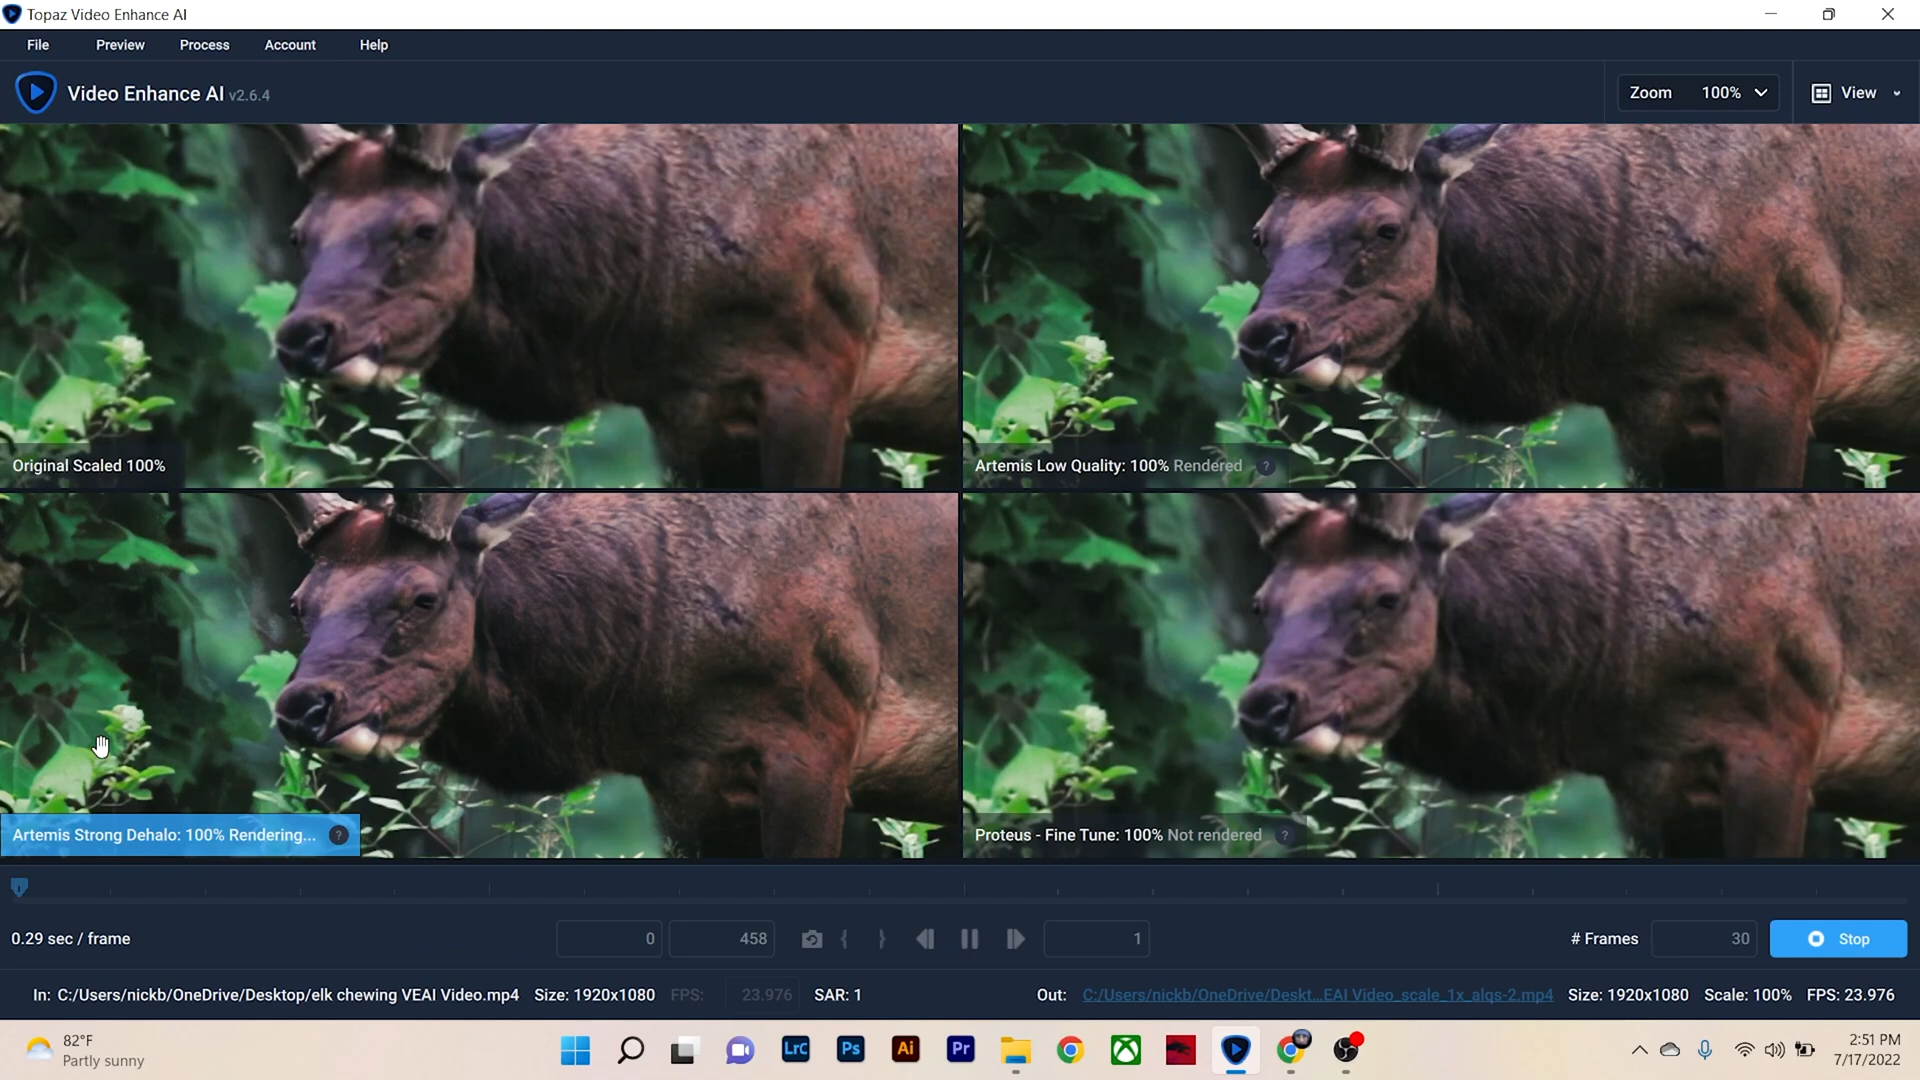 Topaz Video Enhance AI
File Preview Process Account Help
Video Enhance AI v2.6.4
Zoom 100%
View
Original Scaled 100%
Artemis Low Quality: 100% Rendered ?
Artemis Strong Dehalo: 100% Rendering... ?
Proteus - Fine Tune: 100% Not rendered ?
0.29 sec / frame
0
458
1
# Frames 30
Stop
In: C:/Users/nickb/OneDrive/Desktop/elk chewing VEAI Video.mp4 Size: 1920x1080 FPS: 23.976 SAR: 1
Out: C:/Users/nickb/OneDrive/Deskt...EAI Video_scale_1x_alqs-2.mp4 Size: 1920x1080 Scale: 100% FPS: 23.976
82°F
Partly sunny
LrC
Ps
Ai
Pr
2:51 PM
7/17/2022